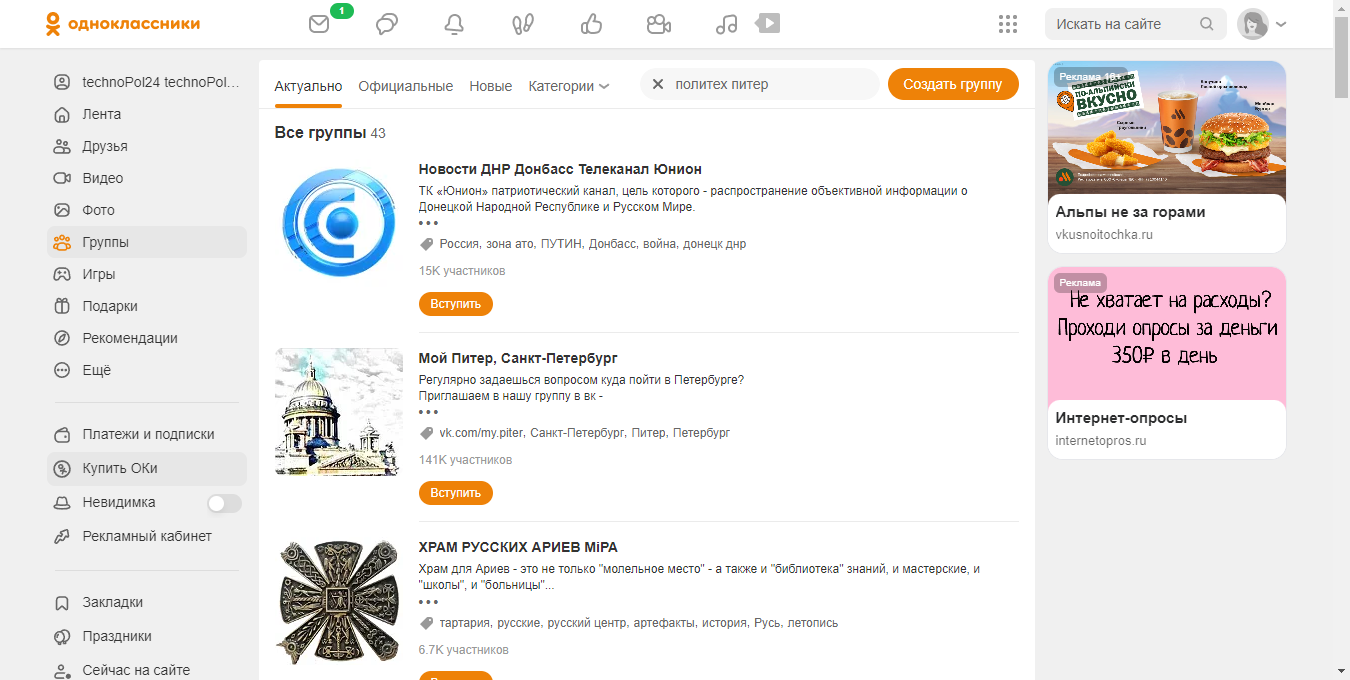 одноклассники
1
Искать на сайте
technoPol24 technoPol…
Лента
Друзья
Видео
Фото
Группы
Игры
Подарки
Рекомендации
Ещё
Платежи и подписки
Купить ОКи
Невидимка
Рекламный кабинет
Закладки
Праздники
Сейчас на сайте
Актуально
Официальные
Новые
Категории
политех питер
Создать группу
Все группы 43
Новости ДНР Донбасс Телеканал Юнион
ТК «Юнион» патриотический канал, цель которого - распространение объективной информации о
Донецкой Народной Республике и Русском Мире.
•••
Россия, зона ато, ПУТИН, Донбасс, война, донецк днр
15K участников
Вступить
Мой Питер, Санкт-Петербург
Регулярно задаешься вопросом куда пойти в Петербурге?
Приглашаем в нашу группу в вк -
•••
vk.com/my.piter, Санкт-Петербург, Питер, Петербург
141K участников
Вступить
ХРАМ РУССКИХ АРИЕВ МiРА
Храм для Ариев - это не только "молельное место" - а также и "библиотека" знаний, и мастерские, и
"школы", и "больницы"...
•••
тартария, русские, русский центр, артефакты, история, Русь, летопись
6.7K участников
Реклама 16+
ПО-АЛЬПИЙСКИ
ВКУСНО
Альпы не за горами
vkusnoitochka.ru
Реклама
Не хватает на расходы?
Проходи опросы за деньги
350₽ в день
Интернет-опросы
internetopros.ru